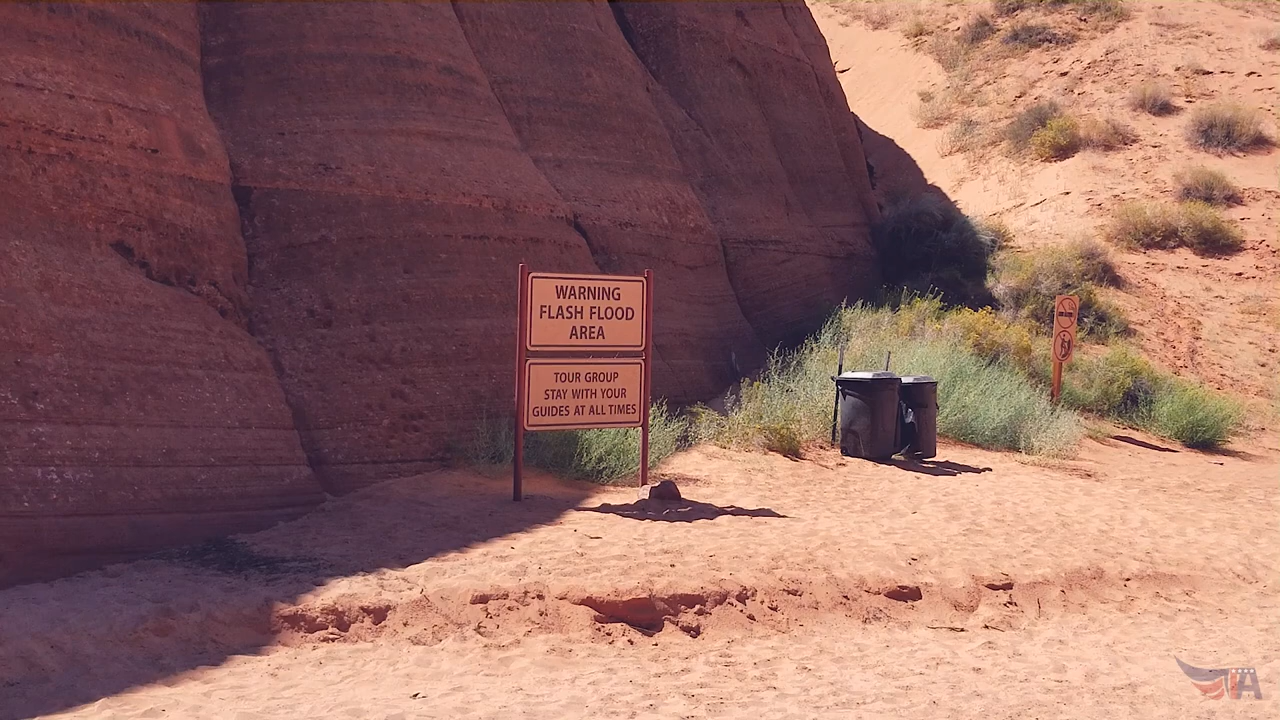 WARNING
FLASH FLOOD
AREA
TOUR GROUP
STAY WITH YOUR
GUIDES AT ALL TIMES